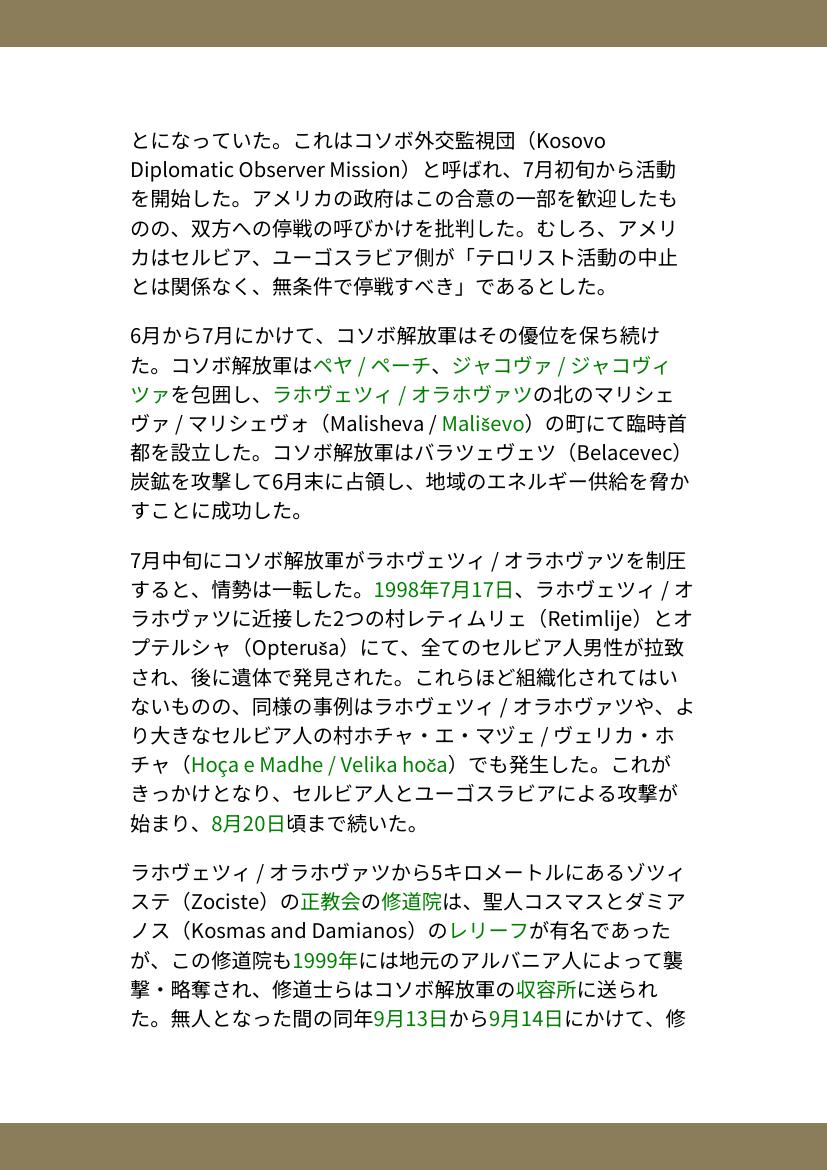 とになっていた。これはコソボ外交監視団（Kosovo
Diplomatic Observer Mission）と呼ばれ、7月初旬から活動
を開始した。アメリカの政府はこの合意の一部を歓迎したも
のの、双方への停戦の呼びかけを批判した。むしろ、アメリ
カはセルビア、ユーゴスラビア側が「テロリスト活動の中止
とは関係なく、無条件で停戦すべき」であるとした。
6月から7月にかけて、コソボ解放軍はその優位を保ち続け
た。コソボ解放軍はペヤ / ペーチ、ジャコヴァ / ジャコヴィ
ツァを包囲し、ラホヴェツィ / オラホヴァツの北のマリシェ
ヴァ / マリシェヴォ（Malisheva / Mališevo）の町にて臨時首
都を設立した。コソボ解放軍はバラツェヴェツ（Belacevec）
炭鉱を攻撃して6月末に占領し、地域のエネルギー供給を脅か
すことに成功した。
7月中旬にコソボ解放軍がラホヴェツィ / オラホヴァツを制圧
すると、情勢は一転した。1998年7月17日、ラホヴェツィ / オ
ラホヴァツに近接した2つの村レティムリェ（Retimlije）とオ
プテルシャ（Opteruša）にて、全てのセルビア人男性が拉致
され、後に遺体で発見された。これらほど組織化されてはい
ないものの、同様の事例はラホヴェツィ / オラホヴァツや、よ
り大きなセルビア人の村ホチャ・エ・マヅェ / ヴェリカ・ホ
チャ（Hoça e Madhe / Velika hoča）でも発生した。これが
きっかけとなり、セルビア人とユーゴスラビアによる攻撃が
始まり、8月20日頃まで続いた。
ラホヴェツィ / オラホヴァツから5キロメートルにあるゾツィ
ステ（Zociste）の正教会の修道院は、聖人コスマスとダミア
ノス（Kosmas and Damianos）のレリーフが有名であった
が、この修道院も1999年には地元のアルバニア人によって襲
撃・略奪され、修道士らはコソボ解放軍の収容所に送られ
た。無人となった間の同年9月13日から9月14日にかけて、修